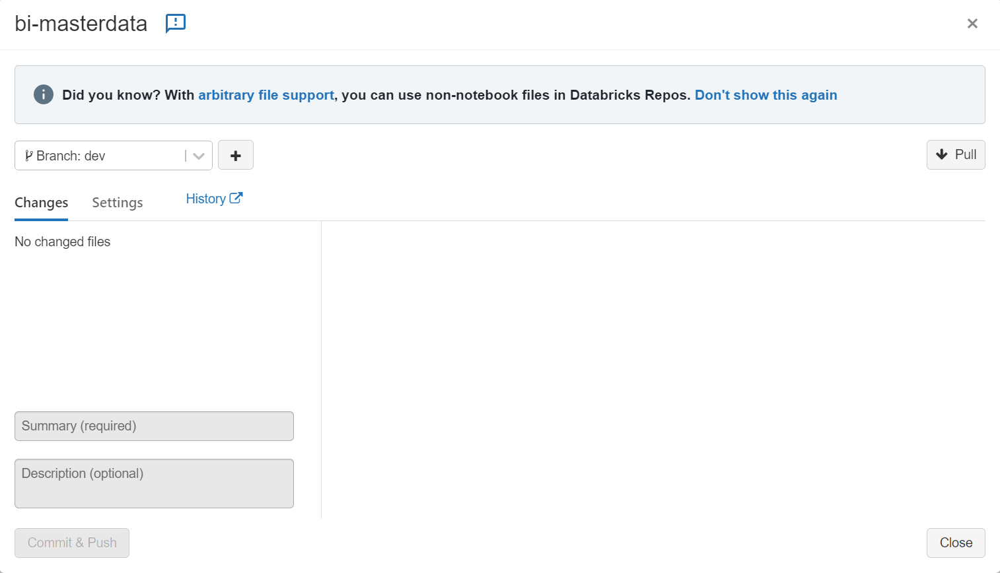 bi-masterdata
Did you know? With arbitrary file support, you can use non-notebook files in Databricks Repos. Don't show this again
Branch: dev
Pull
Changes Settings History
No changed files
Summary (required)
Description (optional)
Commit & Push
Close